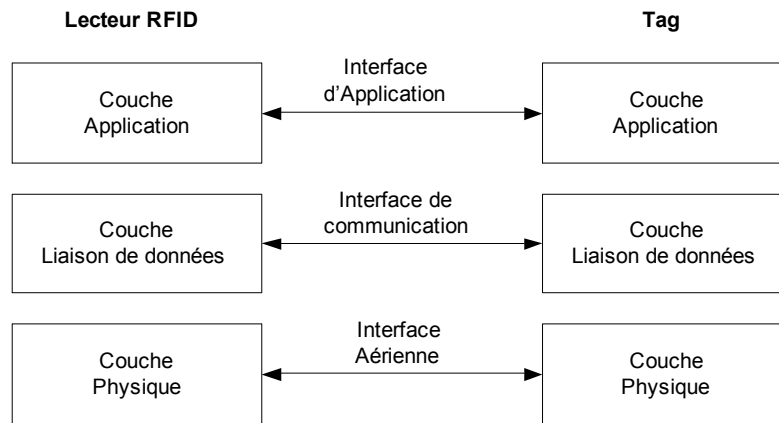 Lecteur RFID
Tag
Couche
Application
Interface
d’Application
Couche
Application
Couche
Liaison de données
Interface de
communication
Couche
Liaison de données
Couche
Physique
Interface
Aérienne
Couche
Physique